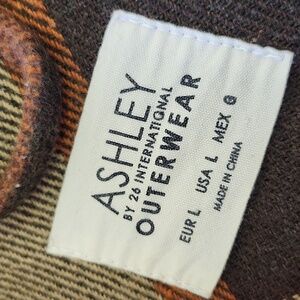 ASHLEY
BY 26 INTERNATIONAL
OUTERWEAR
EUR L USA L MEX G
MADE IN CHINA